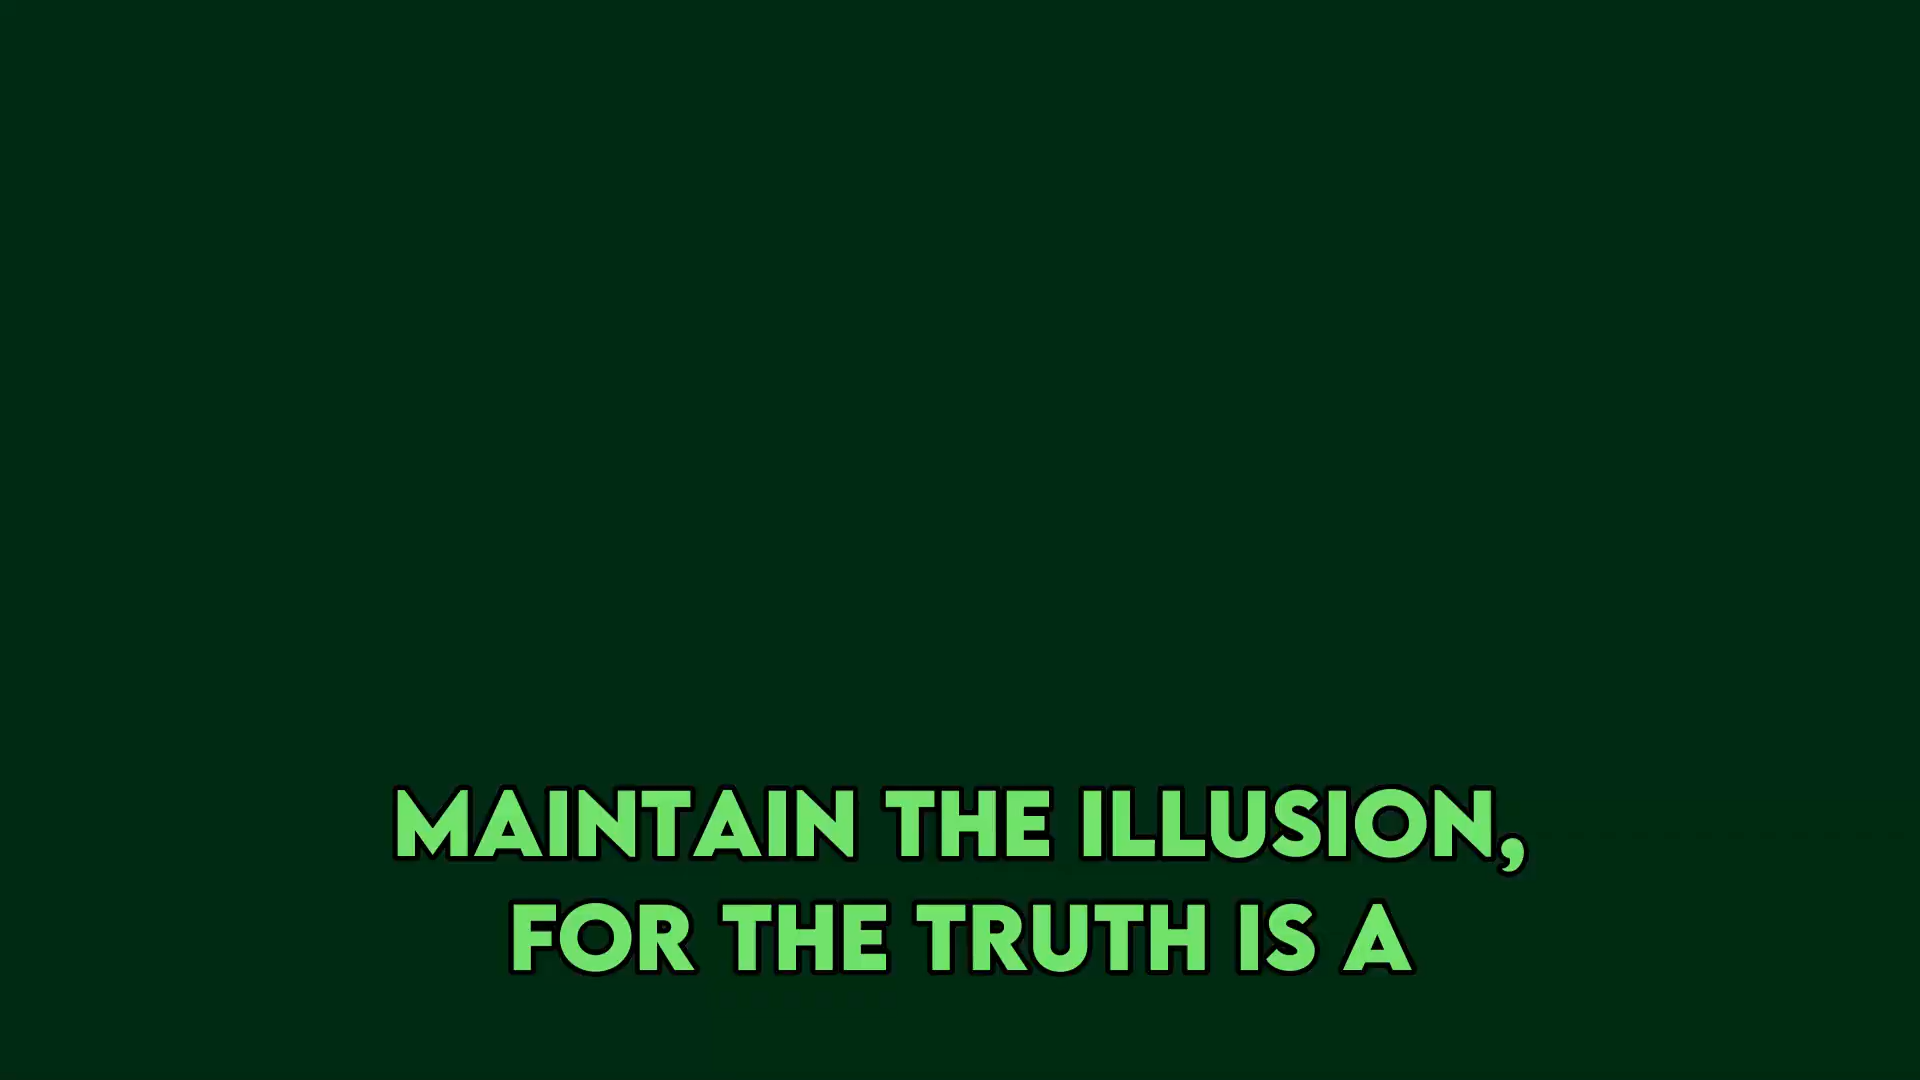 MAINTAIN THE ILLUSION,
FOR THE TRUTH IS A